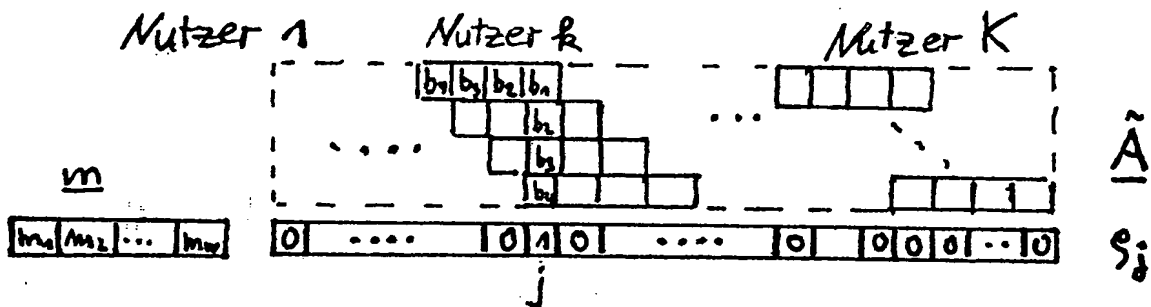 Nutzer 1 Nutzer k Nutzer K
b4 b3 b2 b1
... b2 ...
.... b3
Ã
m b4
m1 m2 ... mW 0 .... 0 1 0 .... 0 0 0 0 .. 0 ϱj
j